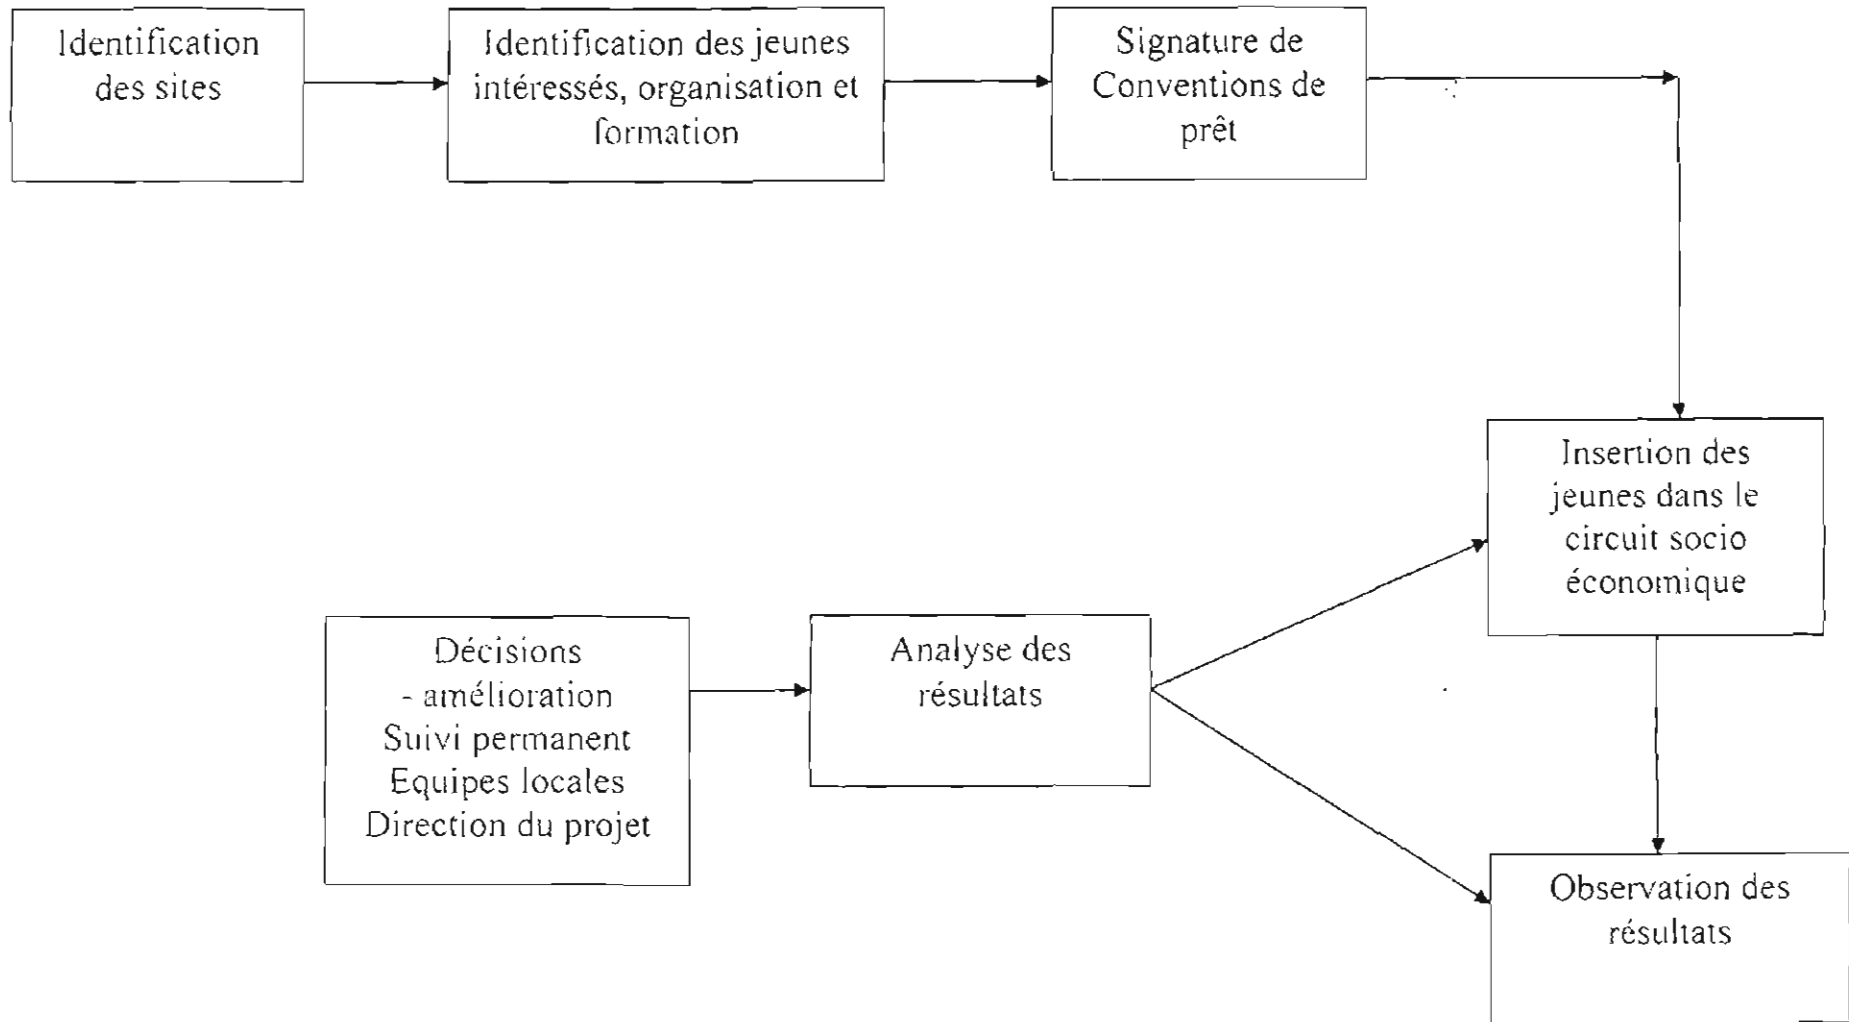 Identification
des sites
Identification des jeunes
intéressés, organisation et
formation
Signature de
Conventions de
prêt
Insertion des
jeunes dans le
circuit socio
économique
Décisions
- amélioration
Suivi permanent
Equipes locales
Direction du projet
Analyse des
résultats
Observation des
résultats